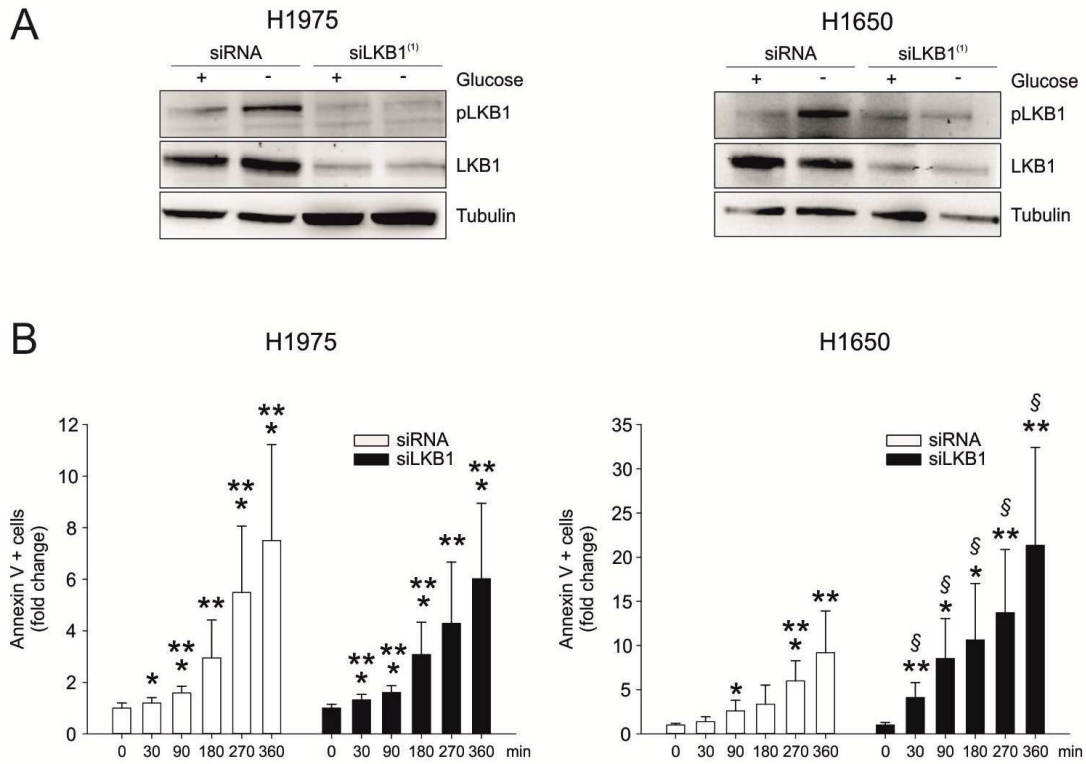 A
H1975
siRNA siLKB1(1)
+ - + - Glucose
pLKB1
LKB1
Tubulin
H1650
siRNA siLKB1(1)
+ - + - Glucose
pLKB1
LKB1
Tubulin
B
H1975
Annexin V + cells
(fold change)
12
10
8
6
4
2
0
siRNA
siLKB1
*
**
*
**
**
*
**
*
**
*
**
*
**
*
**
**
*
0 30 90 180 270 360 0 30 90 180 270 360 min
H1650
Annexin V + cells
(fold change)
35
30
25
20
15
10
5
0
siRNA
siLKB1
*
**
*
**
§
**
§
*
§
*
§
**
§
**
0 30 90 180 270 360 0 30 90 180 270 360 min